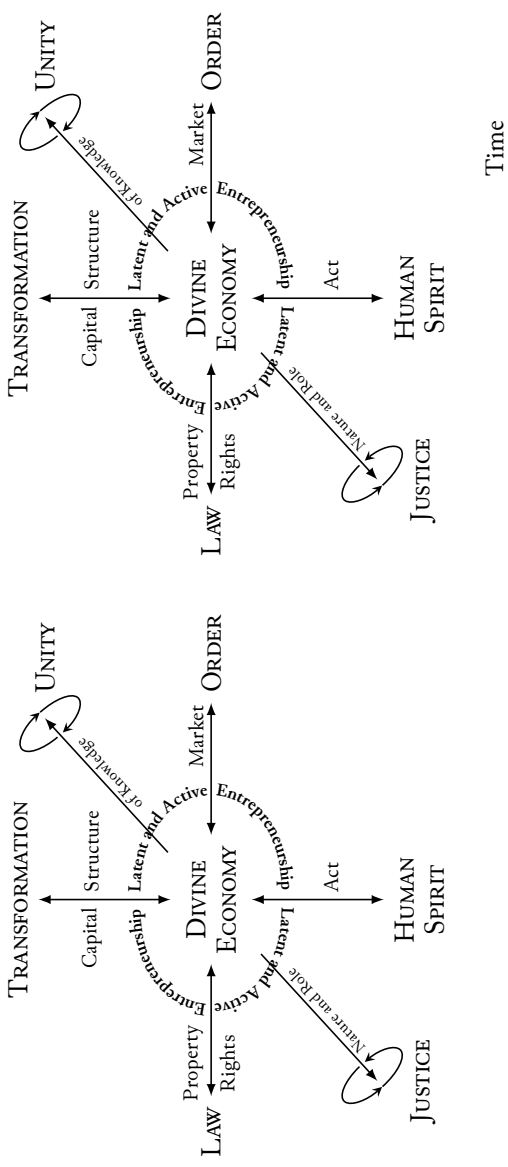 TRANSFORMATION
UNITY
Capital Structure
of Knowledge
Latent and Active Entrepreneurship
Latent and Active Entrepreneurship
LAW
Property
Rights
DIVINE
ECONOMY
Market
ORDER
Nature and Role
Act
JUSTICE
HUMAN
SPIRIT
TRANSFORMATION
UNITY
Capital Structure
of Knowledge
Latent and Active Entrepreneurship
Latent and Active Entrepreneurship
LAW
Property
Rights
DIVINE
ECONOMY
Market
ORDER
Nature and Role
Act
JUSTICE
HUMAN
SPIRIT
Time